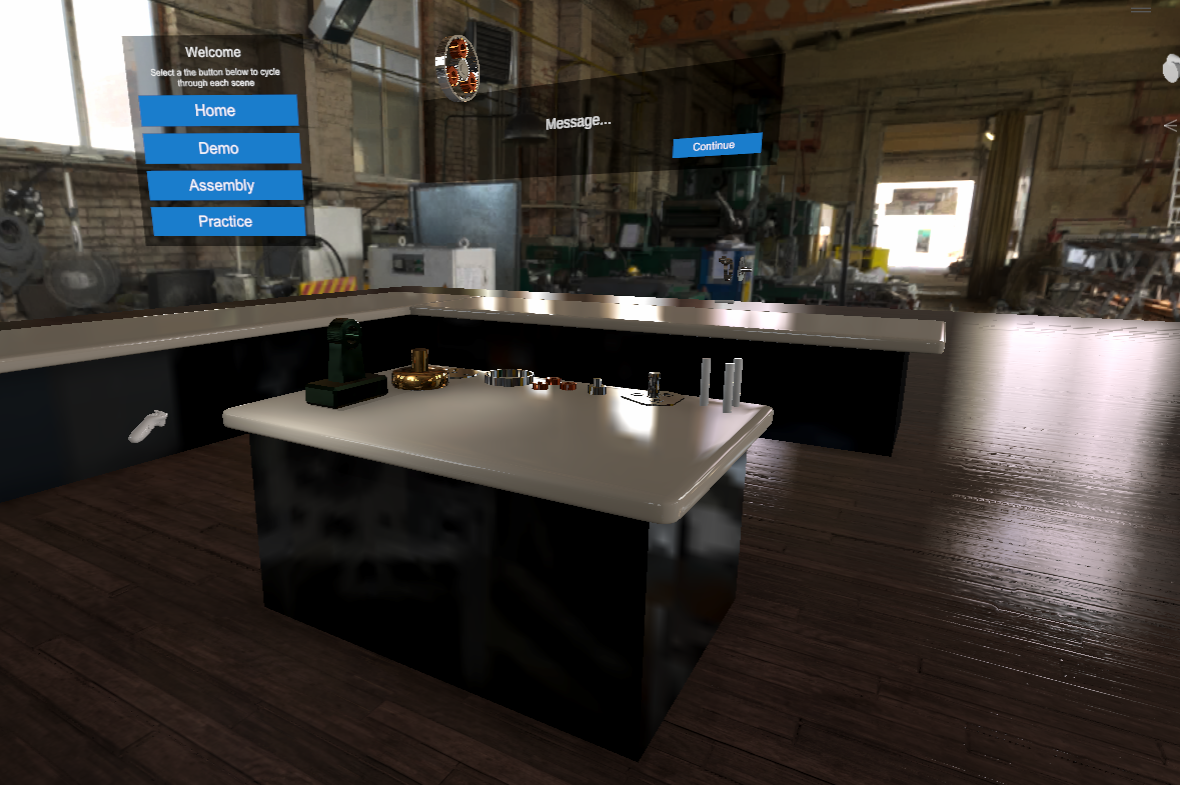 Welcome
Select a the button below to cycle
through each scene
Home
Demo
Assembly
Practice
Message...
Continue